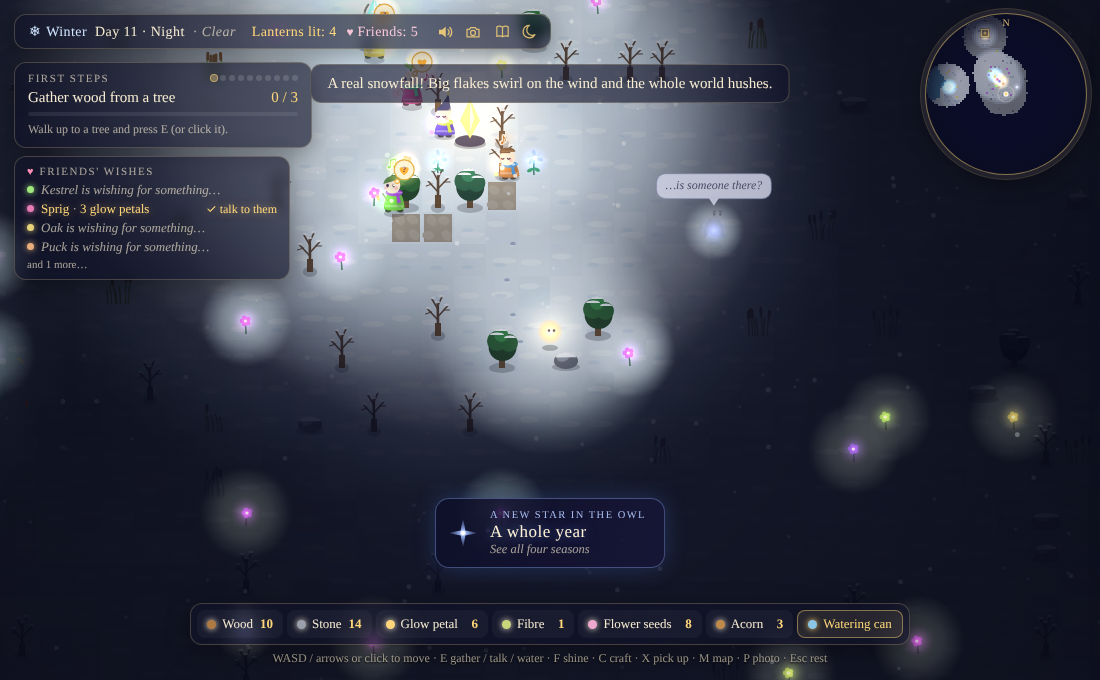 ❄ Winter Day 11 · Night · Clear Lanterns lit: 4 ♥ Friends: 5
N
FIRST STEPS
Gather wood from a tree 0 / 3
Walk up to a tree and press E (or click it).
A real snowfall! Big flakes swirl on the wind and the whole world hushes.
♥ FRIENDS' WISHES
Kestrel is wishing for something…
Sprig · 3 glow petals ✓ talk to them
Oak is wishing for something…
Puck is wishing for something…
and 1 more…
…is someone there?
A NEW STAR IN THE OWL
A whole year
See all four seasons
Wood 10 Stone 14 Glow petal 6 Fibre 1 Flower seeds 8 Acorn 3 Watering can
WASD / arrows or click to move · E gather / talk / water · F shine · C craft · X pick up · M map · P photo · Esc rest